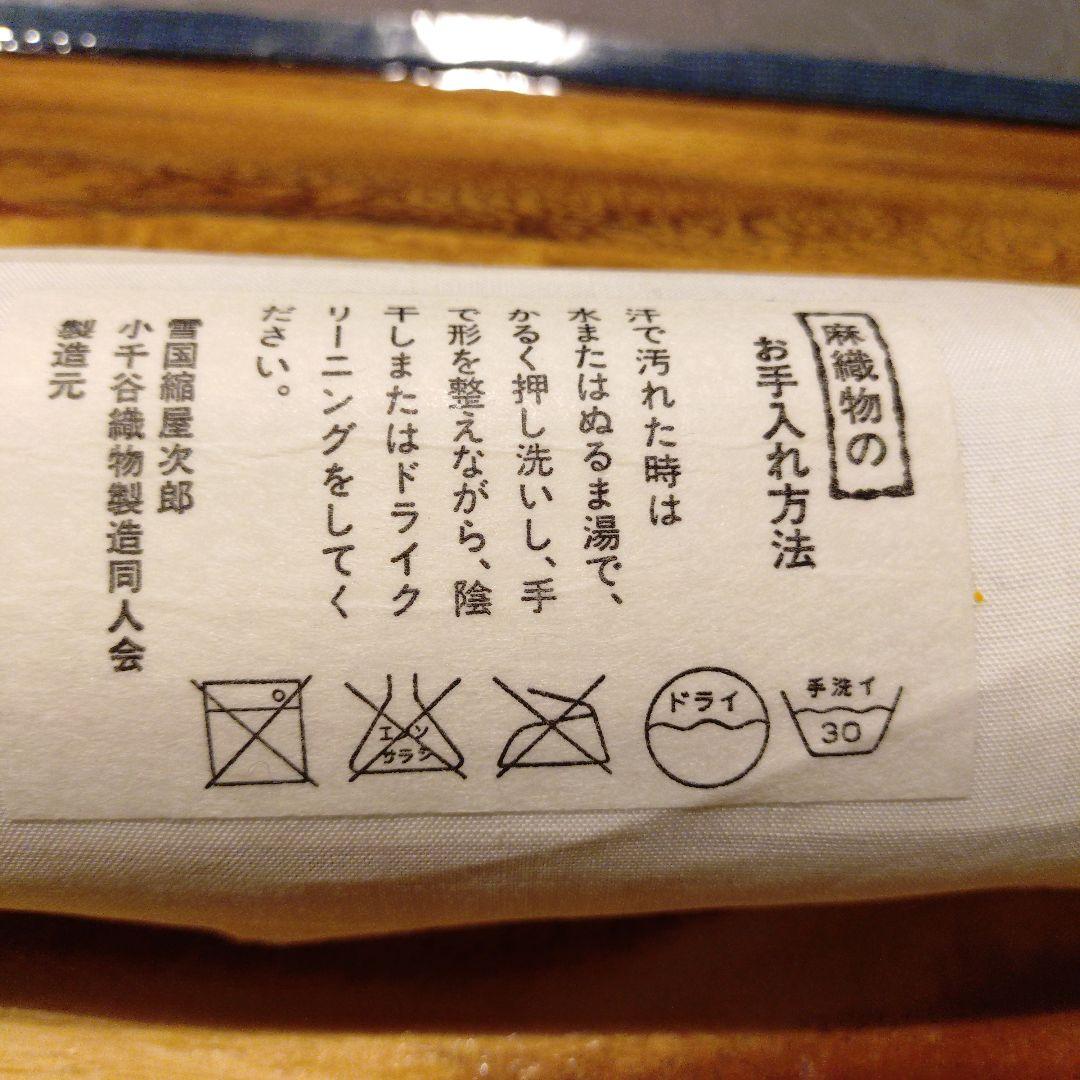 麻織物の
お手入れ方法
汗で汚れた時は
水またはぬるま湯で、
かるく押し洗いし、手
で形を整えながら、陰
干しまたはドライク
リーニングをしてく
ださい。
雪国縮屋次郎
小千谷織物製造同人会
製造元
手洗イ
30
ドライ
エンソ
サラシ